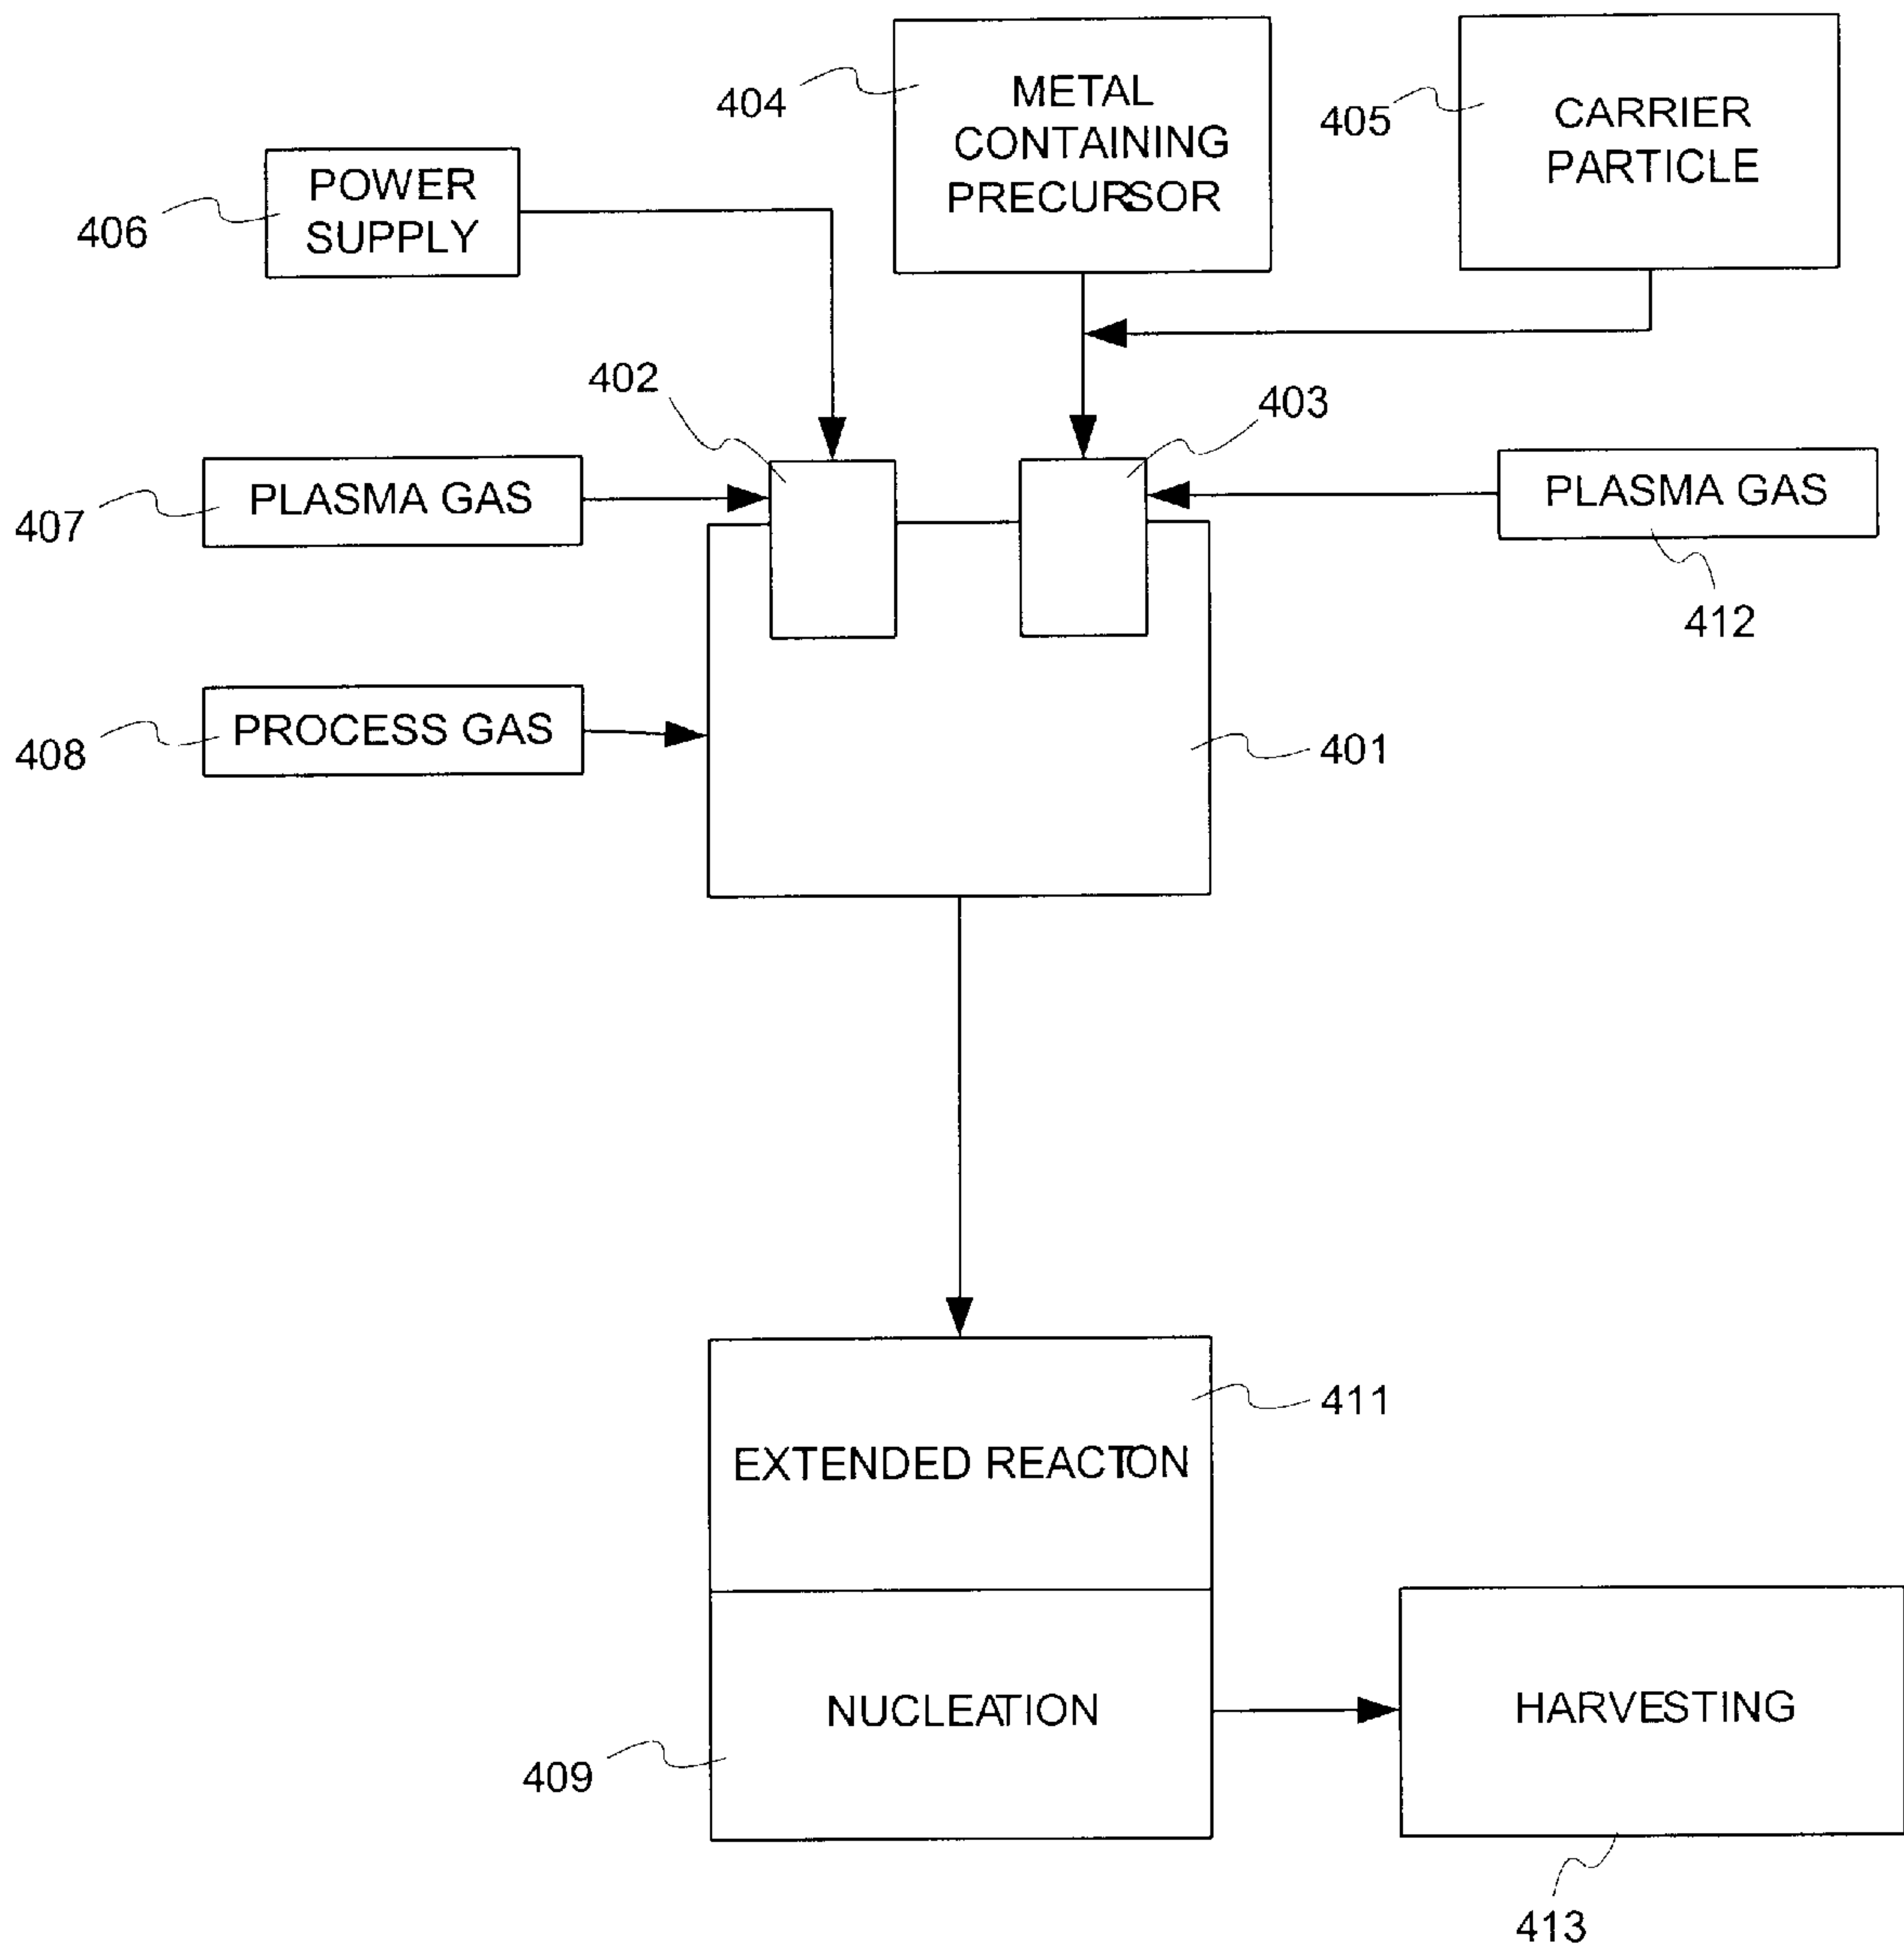 METAL
CONTAINING
PRECURSOR
404
CARRIER
PARTICLE
405
POWER
SUPPLY
406
402
403
PLASMA GAS
407
PLASMA GAS
412
PROCESS GAS
408
401
411
EXTENDED REACTON
NUCLEATION
409
HARVESTING
413